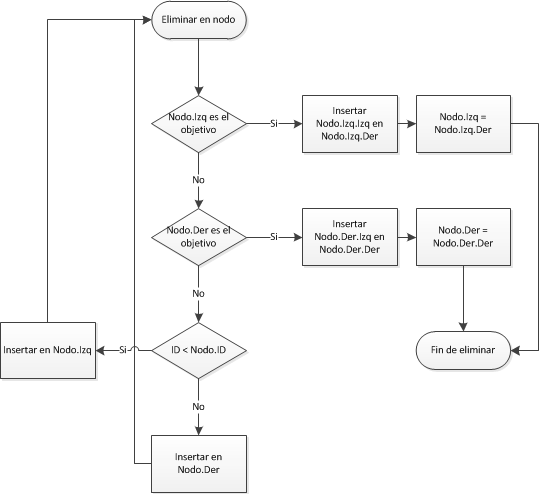 Eliminar en nodo
Nodo.Izq es el
objetivo
Si
Insertar
Nodo.Izq.Izq en
Nodo.Izq.Der
Nodo.Izq =
Nodo.Izq.Der
No
Nodo.Der es el
objetivo
Si
Insertar
Nodo.Der.Izq en
Nodo.Der.Der
Nodo.Der =
Nodo.Der.Der
No
Insertar en Nodo.Izq
Si
ID < Nodo.ID
Fin de eliminar
No
Insertar en
Nodo.Der